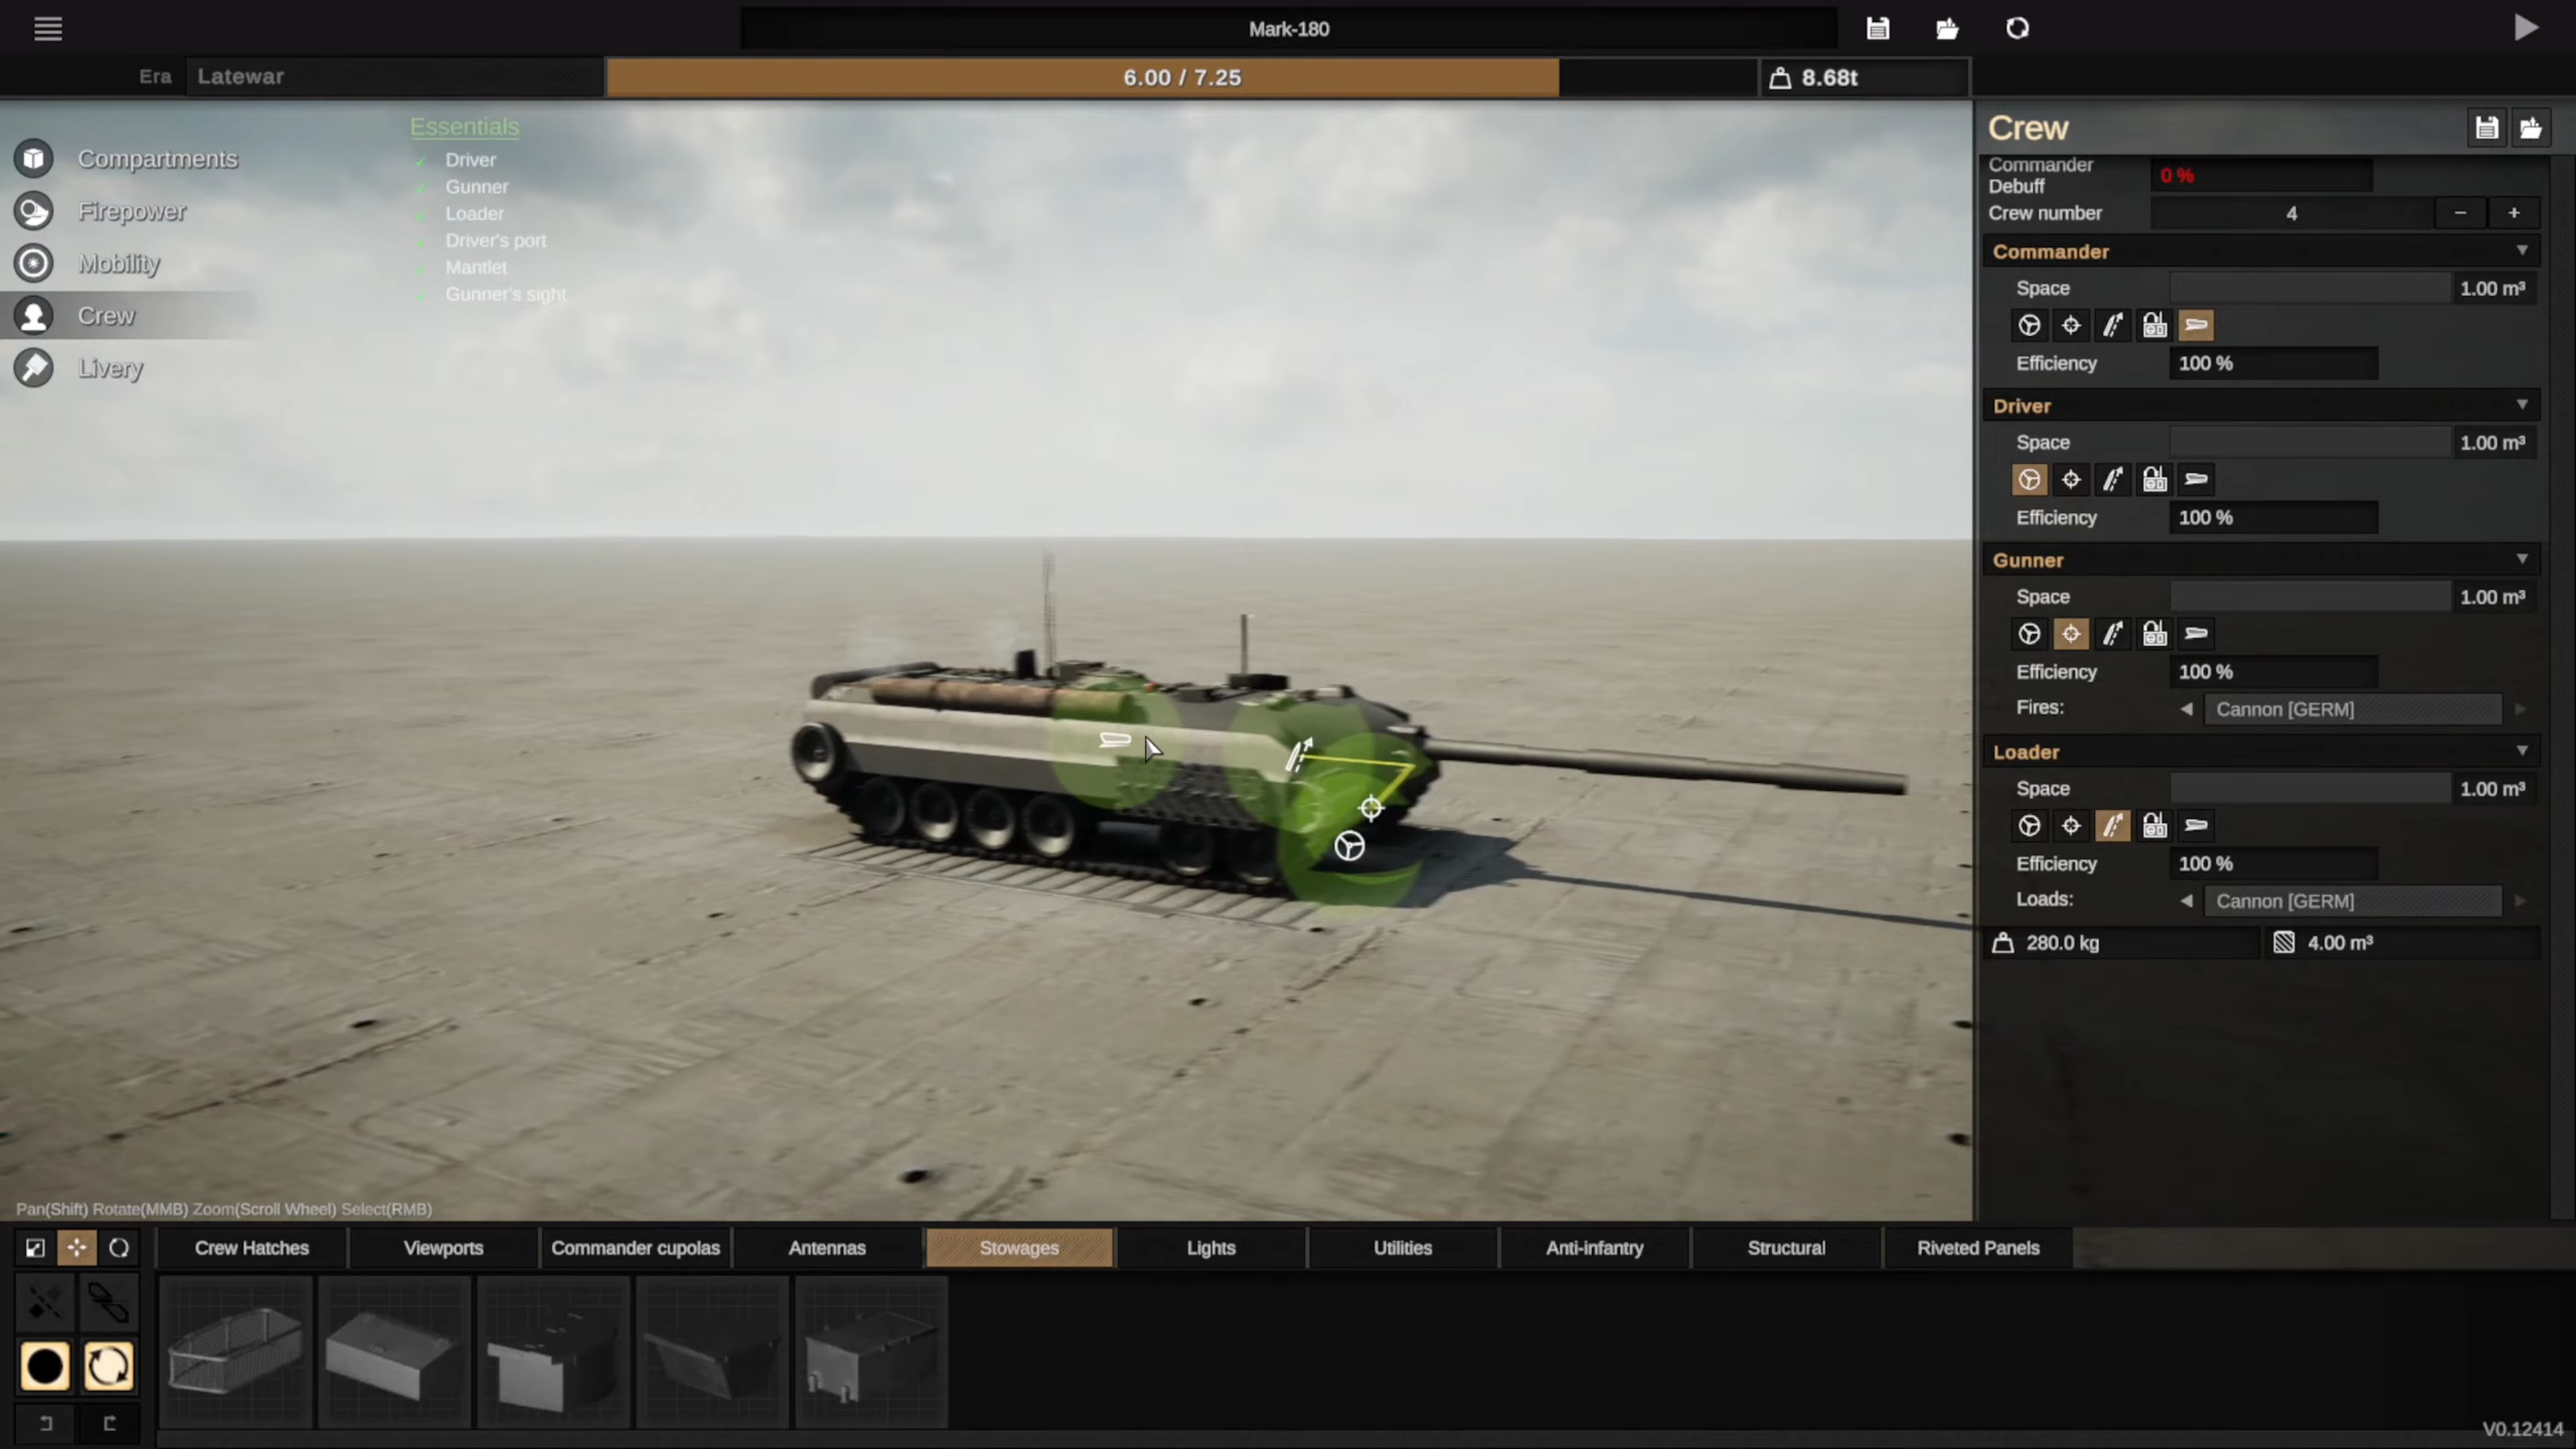 Mark-180
Era Latewar 6.00 / 7.25 8.68t
Compartments
Firepower
Mobility
Crew
Livery
Essentials
Driver
Gunner
Loader
Driver's port
Mantlet
Gunner's sight
Crew
Commander Debuff 0 %
Crew number 4 − +
Commander
Space 1.00 m³
Efficiency 100 %
Driver
Space 1.00 m³
Efficiency 100 %
Gunner
Space 1.00 m³
Efficiency 100 %
Fires: Cannon [GERM]
Loader
Space 1.00 m³
Efficiency 100 %
Loads: Cannon [GERM]
280.0 kg 4.00 m³
Pan(Shift) Rotate(MMB) Zoom(Scroll Wheel) Select(RMB)
Crew Hatches Viewports Commander cupolas Antennas Stowages Lights Utilities Anti-infantry Structural Riveted Panels
V0.12414